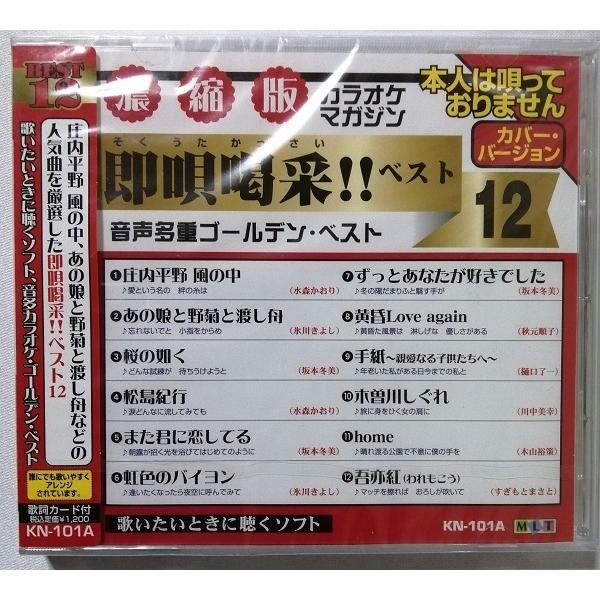 BEST
12
庄内平野 風の中、あの娘と野菊と渡し舟などの
人気曲を厳選した即唄喝采!!ベスト12
歌いたいときに聴くソフト、音多カラオケ・ゴールデン・ベスト
誰にでも歌いやすく
アレンジ
されています。
歌詞カード付
税込定価¥1,200
KN-101A
濃縮版
カラオケ
マガジン
本人は唄って
おりません
カバー・
バージョン
そくうたかっさい
即唄喝采!!ベスト
12
音声多重ゴールデン・ベスト
1庄内平野 風の中
♪愛という名の 絆の糸は (水森かおり)
2あの娘と野菊と渡し舟
♪忘れないでと 小指をからめ (氷川きよし)
3桜の如く
♪どんな試練が 待ちうけようと (坂本冬美)
4松島紀行
♪涙どんなに流してみても (水森かおり)
5また君に恋してる
♪朝露が招く光を浴びてはじめてのように (坂本冬美)
6虹色のバイヨン
♪逢いたくなったら夜空に呼んでみて (氷川きよし)
7ずっとあなたが好きでした
♪冬の陽だまりふと翳す手が (坂本冬美)
8黄昏Love again
♪黄昏た風景は 淋しげな 優しさがある (秋元順子)
9手紙～親愛なる子供たちへ～
♪年老いた私がある日今までの私と (樋口了一)
10木曽川しぐれ
♪旅に身をひく女の肩に (川中美幸)
11home
♪晴れ渡る公園で不意に僕の手を (木山裕策)
12吾亦紅(われもこう)
♪マッチを擦れば おろしが吹いて (すぎもとまさと)
歌いたいときに聴くソフト
KN-101A
MLT